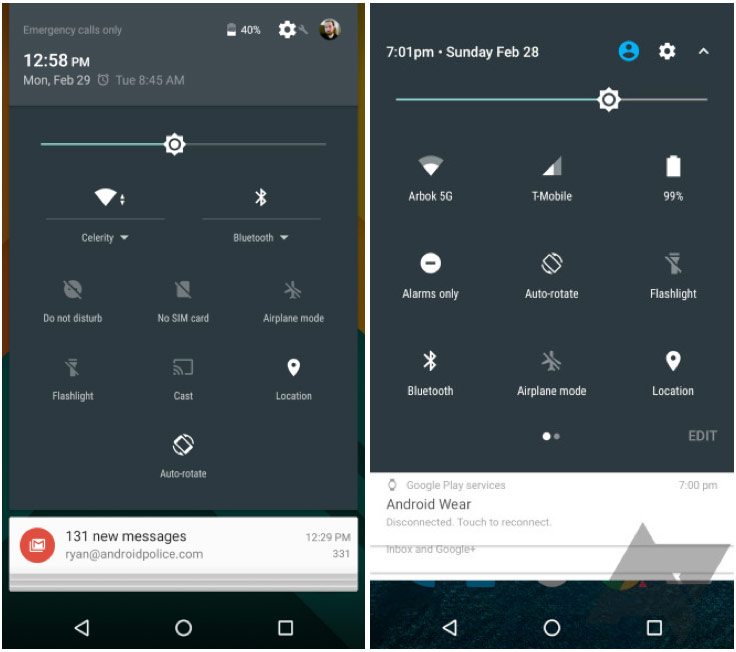 Emergency calls only
40%
12:58 PM
Mon, Feb 29 Tue 8:45 AM
Celerity
Bluetooth
Do not disturb
No SIM card
Airplane mode
Flashlight
Cast
Location
Auto-rotate
131 new messages
12:29 PM
ryan@androidpolice.com
331
7:01pm • Sunday Feb 28
Arbok 5G
T-Mobile
99%
Alarms only
Auto-rotate
Flashlight
Bluetooth
Airplane mode
Location
EDIT
Google Play services
7:00 pm
Android Wear
Disconnected. Touch to reconnect.
Inbox and Google+